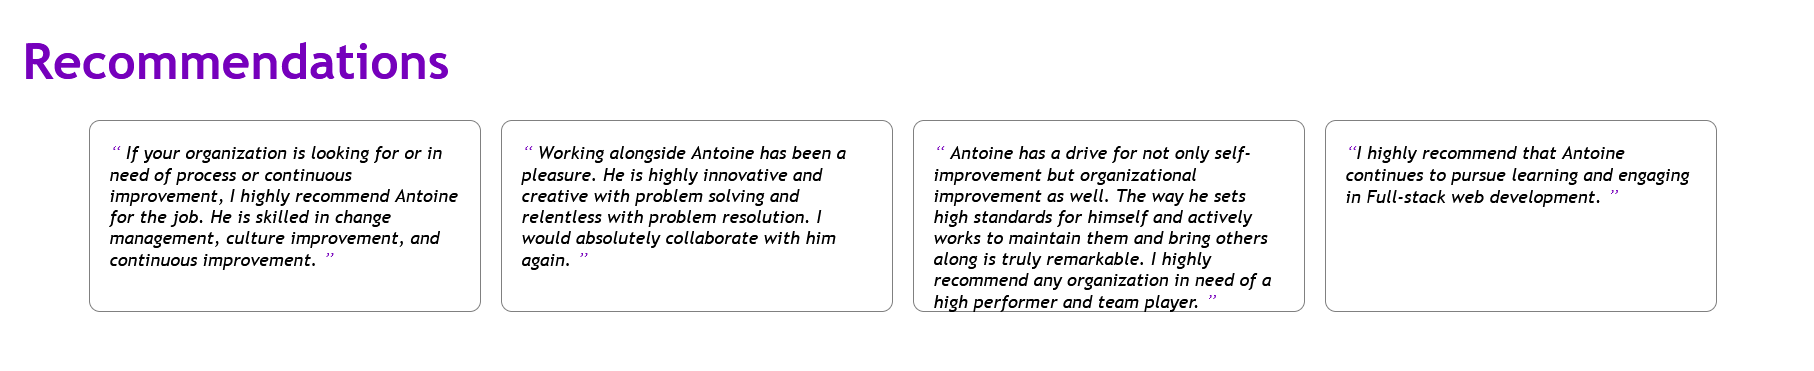 Recommendations
“ If your organization is looking for or in
need of process or continuous
improvement, I highly recommend Antoine
for the job. He is skilled in change
management, culture improvement, and
continuous improvement. ”
“ Working alongside Antoine has been a
pleasure. He is highly innovative and
creative with problem solving and
relentless with problem resolution. I
would absolutely collaborate with him
again. ”
“ Antoine has a drive for not only self-
improvement but organizational
improvement as well. The way he sets
high standards for himself and actively
works to maintain them and bring others
along is truly remarkable. I highly
recommend any organization in need of a
high performer and team player. ”
“I highly recommend that Antoine
continues to pursue learning and engaging
in Full-stack web development. ”